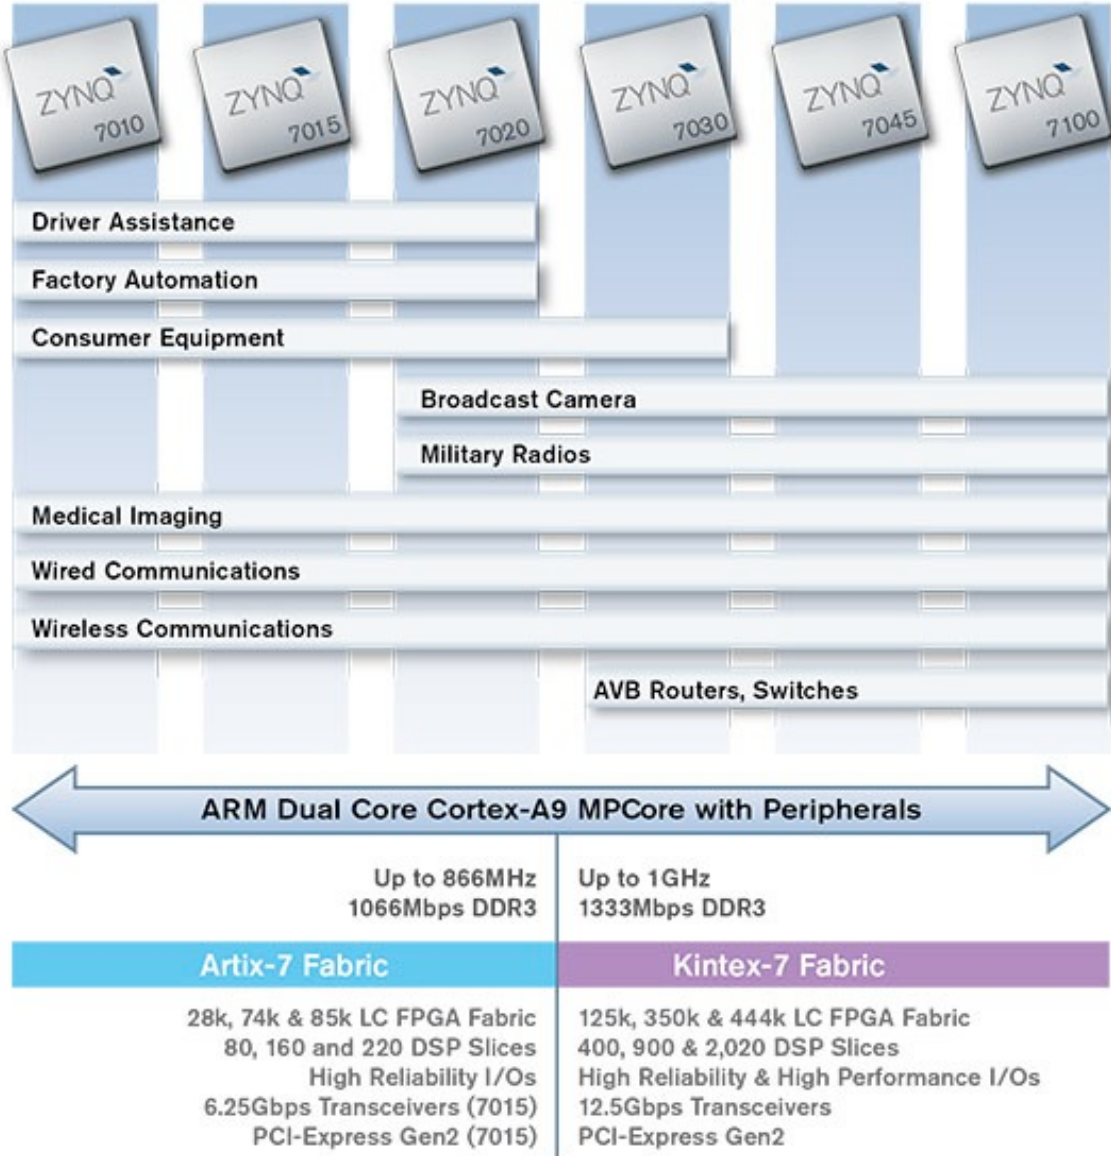 ZYNQ 7010
ZYNQ 7015
ZYNQ 7020
ZYNQ 7030
ZYNQ 7045
ZYNQ 7100
Driver Assistance
Factory Automation
Consumer Equipment
Broadcast Camera
Military Radios
Medical Imaging
Wired Communications
Wireless Communications
AVB Routers, Switches
ARM Dual Core Cortex-A9 MPCore with Peripherals
Up to 866MHz
1066Mbps DDR3
Up to 1GHz
1333Mbps DDR3
Artix-7 Fabric
28k, 74k & 85k LC FPGA Fabric
80, 160 and 220 DSP Slices
High Reliability I/Os
6.25Gbps Transceivers (7015)
PCI-Express Gen2 (7015)
Kintex-7 Fabric
125k, 350k & 444k LC FPGA Fabric
400, 900 & 2,020 DSP Slices
High Reliability & High Performance I/Os
12.5Gbps Transceivers
PCI-Express Gen2